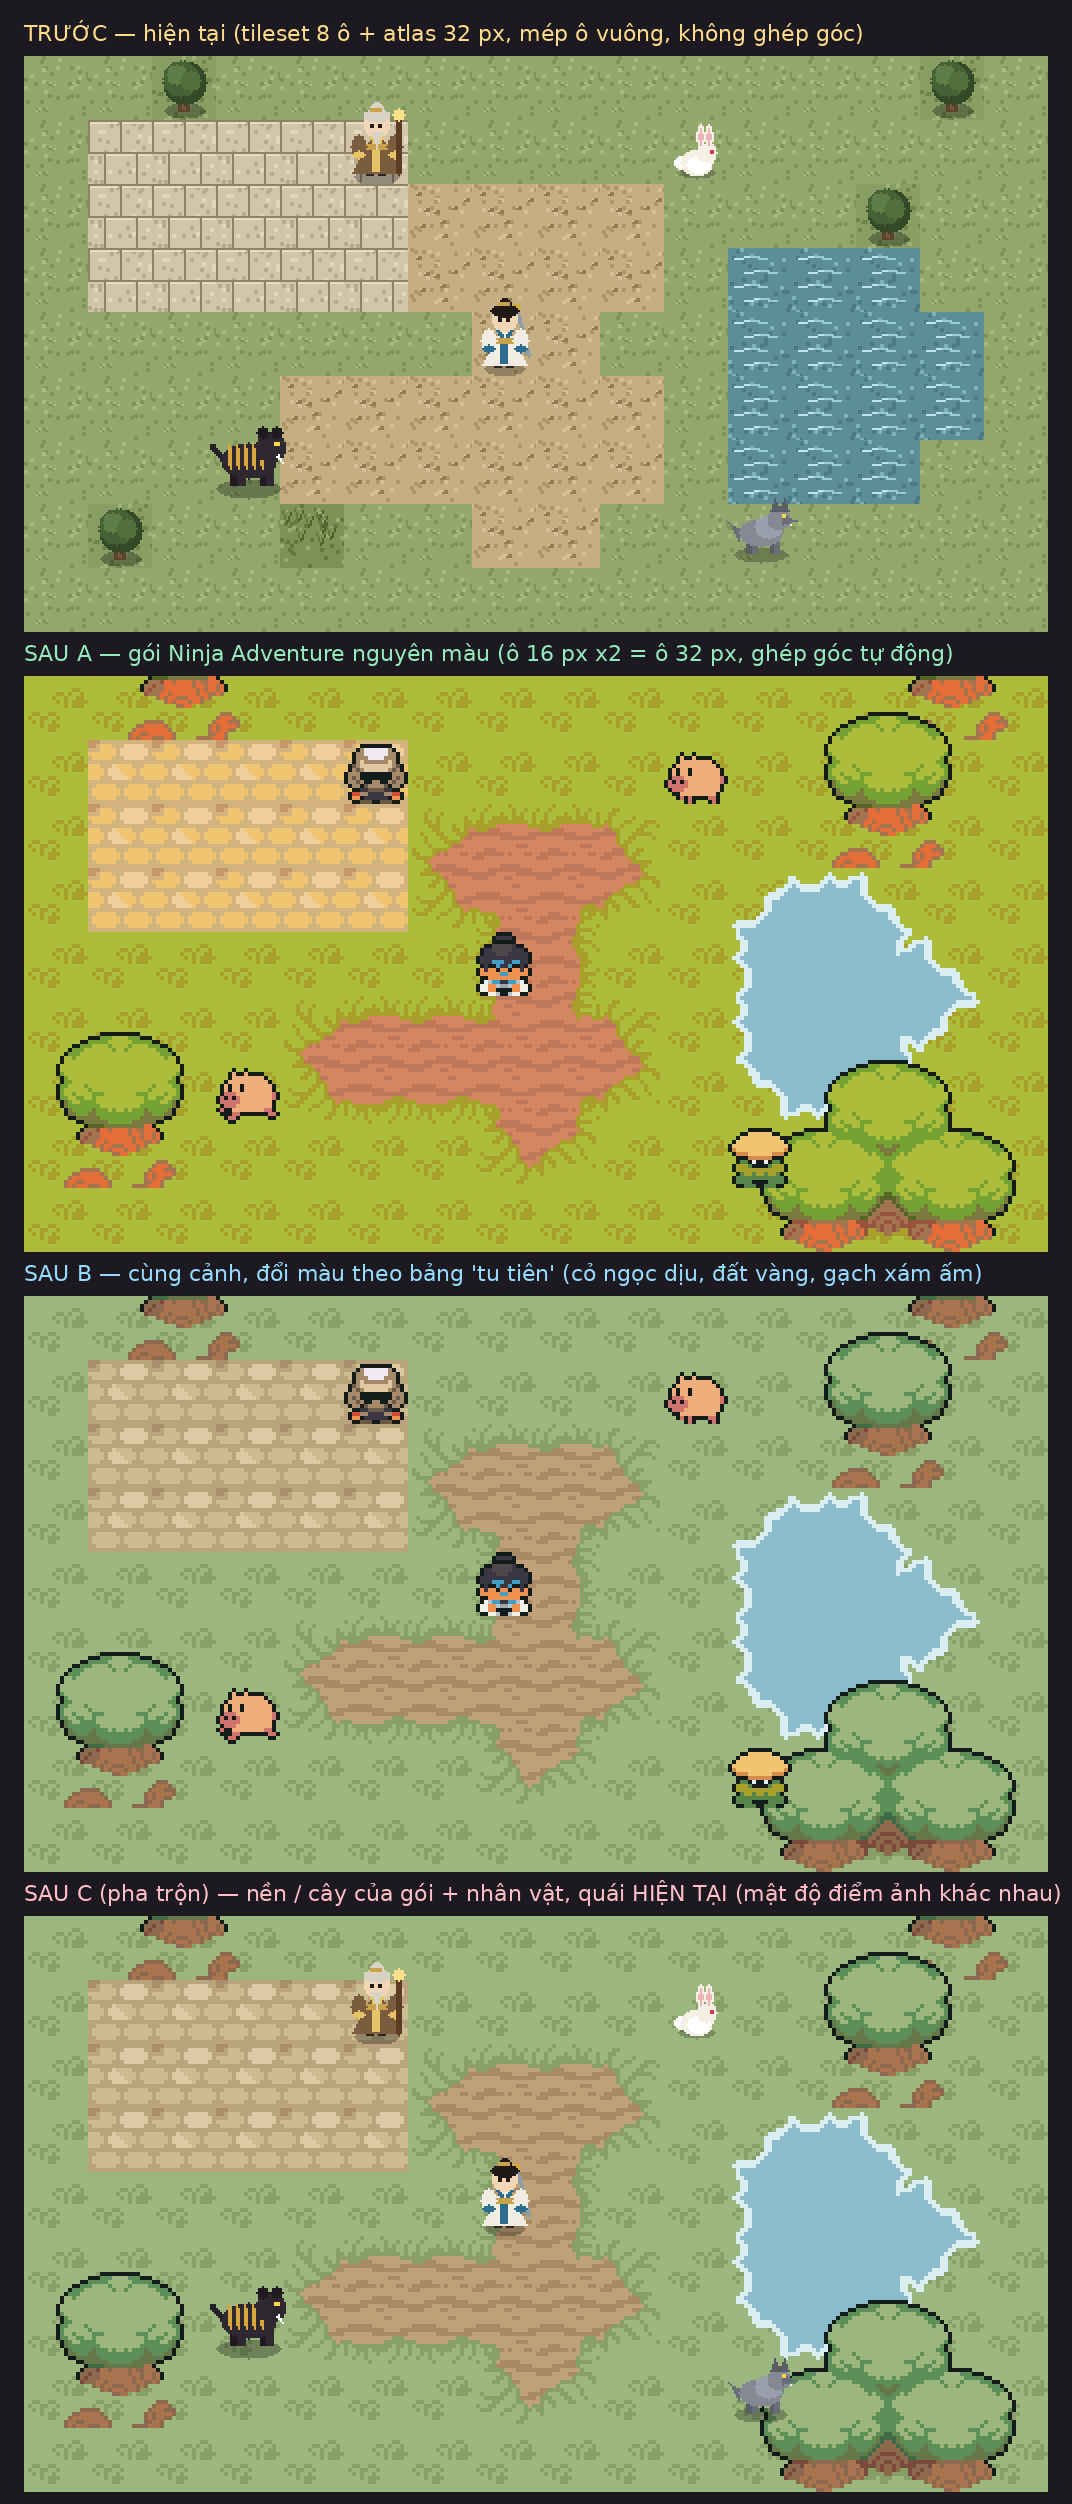 TRƯỚC — hiện tại (tileset 8 ô + atlas 32 px, mép ô vuông, không ghép góc)
SAU A — gói Ninja Adventure nguyên màu (ô 16 px x2 = ô 32 px, ghép góc tự động)
SAU B — cùng cảnh, đổi màu theo bảng 'tu tiên' (cỏ ngọc dịu, đất vàng, gạch xám ấm)
SAU C (pha trộn) — nền / cây của gói + nhân vật, quái HIỆN TẠI (mật độ điểm ảnh khác nhau)